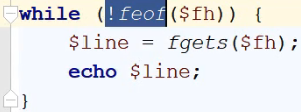 while (!feof($fh)) {
    $line = fgets($fh);
    echo $line;
}